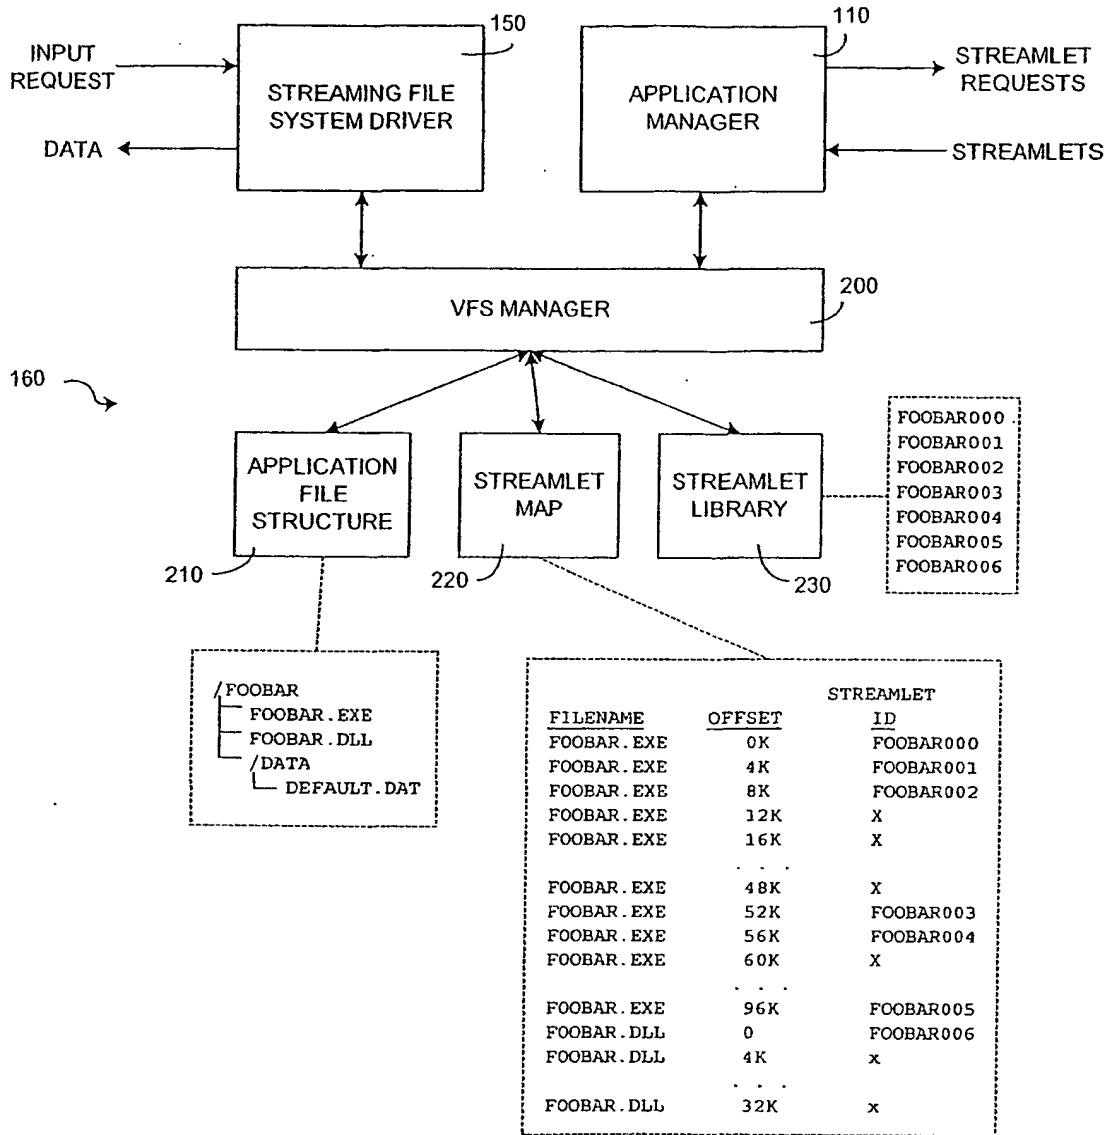 150
110
INPUT
REQUEST
STREAMING FILE
SYSTEM DRIVER
DATA
APPLICATION
MANAGER
STREAMLET
REQUESTS
STREAMLETS
VFS MANAGER
200
160
APPLICATION
FILE
STRUCTURE
210
STREAMLET
MAP
220
STREAMLET
LIBRARY
230
FOOBAR000
FOOBAR001
FOOBAR002
FOOBAR003
FOOBAR004
FOOBAR005
FOOBAR006
/FOOBAR
FOOBAR.EXE
FOOBAR.DLL
/DATA
DEFAULT.DAT
STREAMLET
FILENAME OFFSET ID
FOOBAR.EXE 0K FOOBAR000
FOOBAR.EXE 4K FOOBAR001
FOOBAR.EXE 8K FOOBAR002
FOOBAR.EXE 12K X
FOOBAR.EXE 16K X
. . .
FOOBAR.EXE 48K X
FOOBAR.EXE 52K FOOBAR003
FOOBAR.EXE 56K FOOBAR004
FOOBAR.EXE 60K X
. . .
FOOBAR.EXE 96K FOOBAR005
FOOBAR.DLL 0 FOOBAR006
FOOBAR.DLL 4K x
. . .
FOOBAR.DLL 32K x